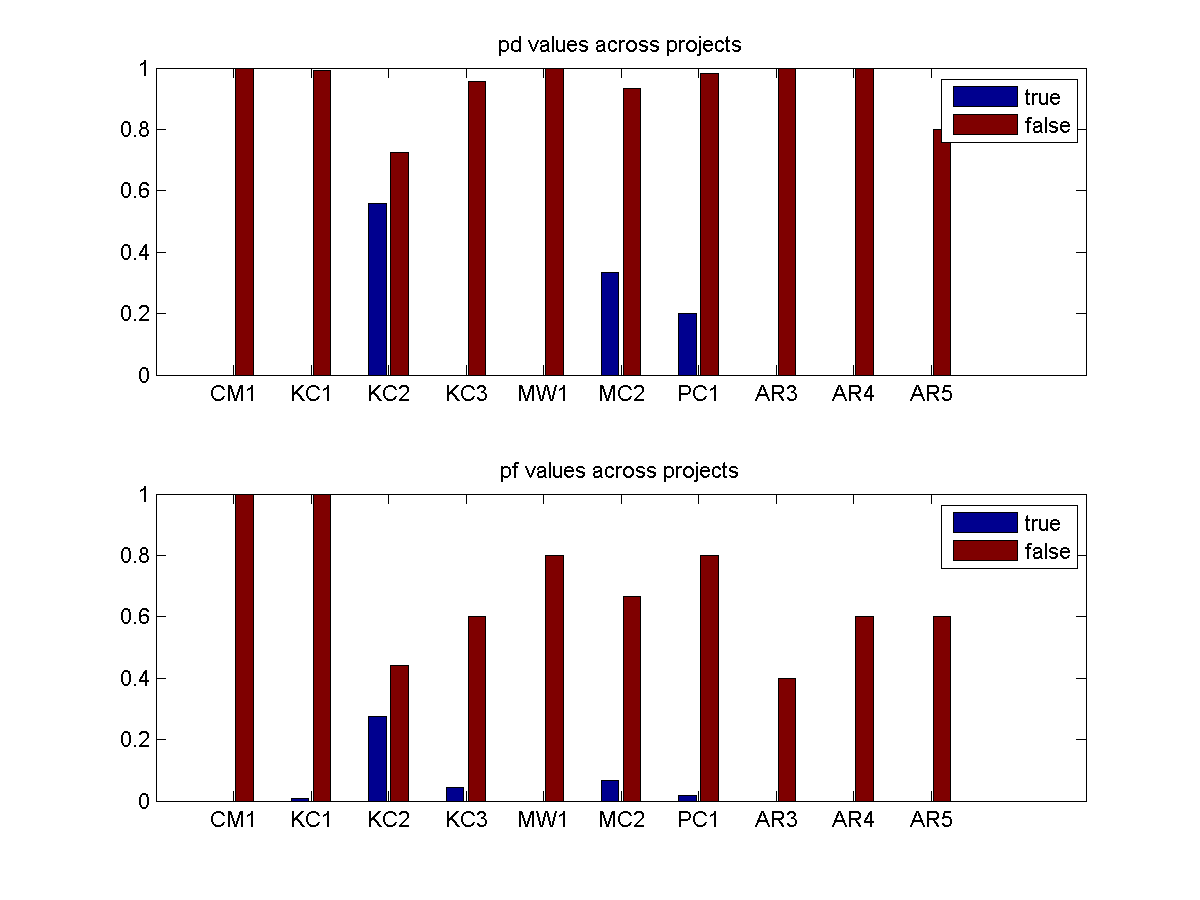 pd values across projects
1
0.8
0.6
0.4
0.2
0
true
false
CM1 KC1 KC2 KC3 MW1 MC2 PC1 AR3 AR4 AR5
pf values across projects
1
0.8
0.6
0.4
0.2
0
true
false
CM1 KC1 KC2 KC3 MW1 MC2 PC1 AR3 AR4 AR5